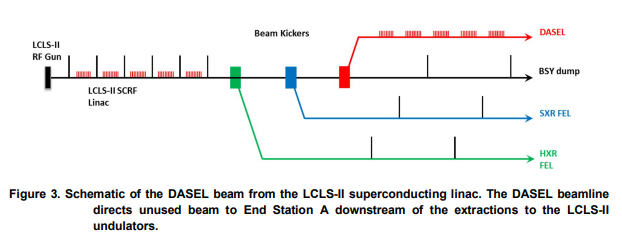 Beam Kickers
DASEL
LCLS-II
RF Gun
BSY dump
LCLS-II SCRF
Linac
SXR FEL
HXR
FEL
Figure 3. Schematic of the DASEL beam from the LCLS-II superconducting linac. The DASEL beamline
directs unused beam to End Station A downstream of the extractions to the LCLS-II
undulators.